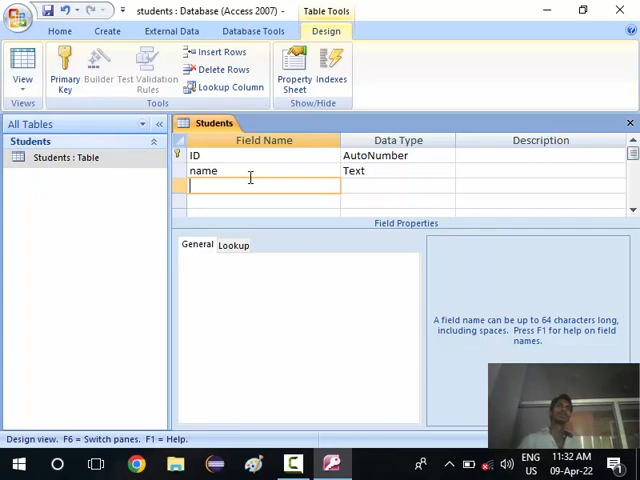 students : Database (Access 2007) -
Table Tools
Home
Create
External Data
Database Tools
Design
View
Views
Primary Key
Builder
Test Validation Rules
Insert Rows
Delete Rows
Lookup Column
Tools
Property Sheet
Indexes
Show/Hide
All Tables
Students
Students : Table
Students
Field Name
Data Type
Description
ID
AutoNumber
name
Text
Field Properties
General
Lookup
A field name can be up to 64 characters long,
including spaces. Press F1 for help on field
names.
Design view. F6 = Switch panes. F1 = Help.
ENG
US
11:32 AM
09-Apr-22
1